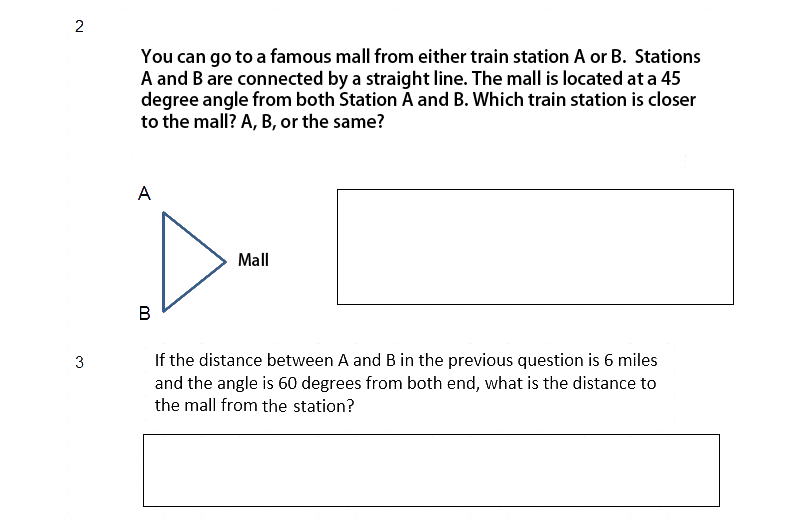 2
You can go to a famous mall from either train station A or B.  Stations
A and B are connected by a straight line. The mall is located at a 45
degree angle from both Station A and B. Which train station is closer
to the mall? A, B, or the same?
A
Mall
B
3
If the distance between A and B in the previous question is 6 miles
and the angle is 60 degrees from both end, what is the distance to
the mall from the station?